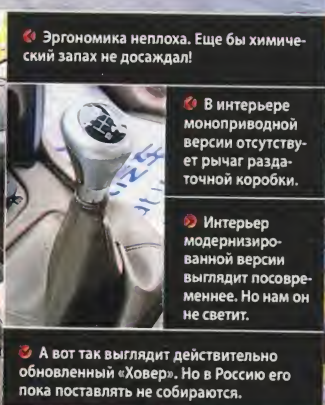 Эргономика неплоха. Еще бы химиче-
ский запах не досаждал!
В интерьере
моноприводной
версии отсутству-
ет рычаг разда-
точной коробки.
Интерьер
модернизиро-
ванной версии
выглядит посовре-
меннее. Но нам он
не светит.
А вот так выглядит действительно
обновленный «Ховер». Но в Россию его
пока поставлять не собираются.